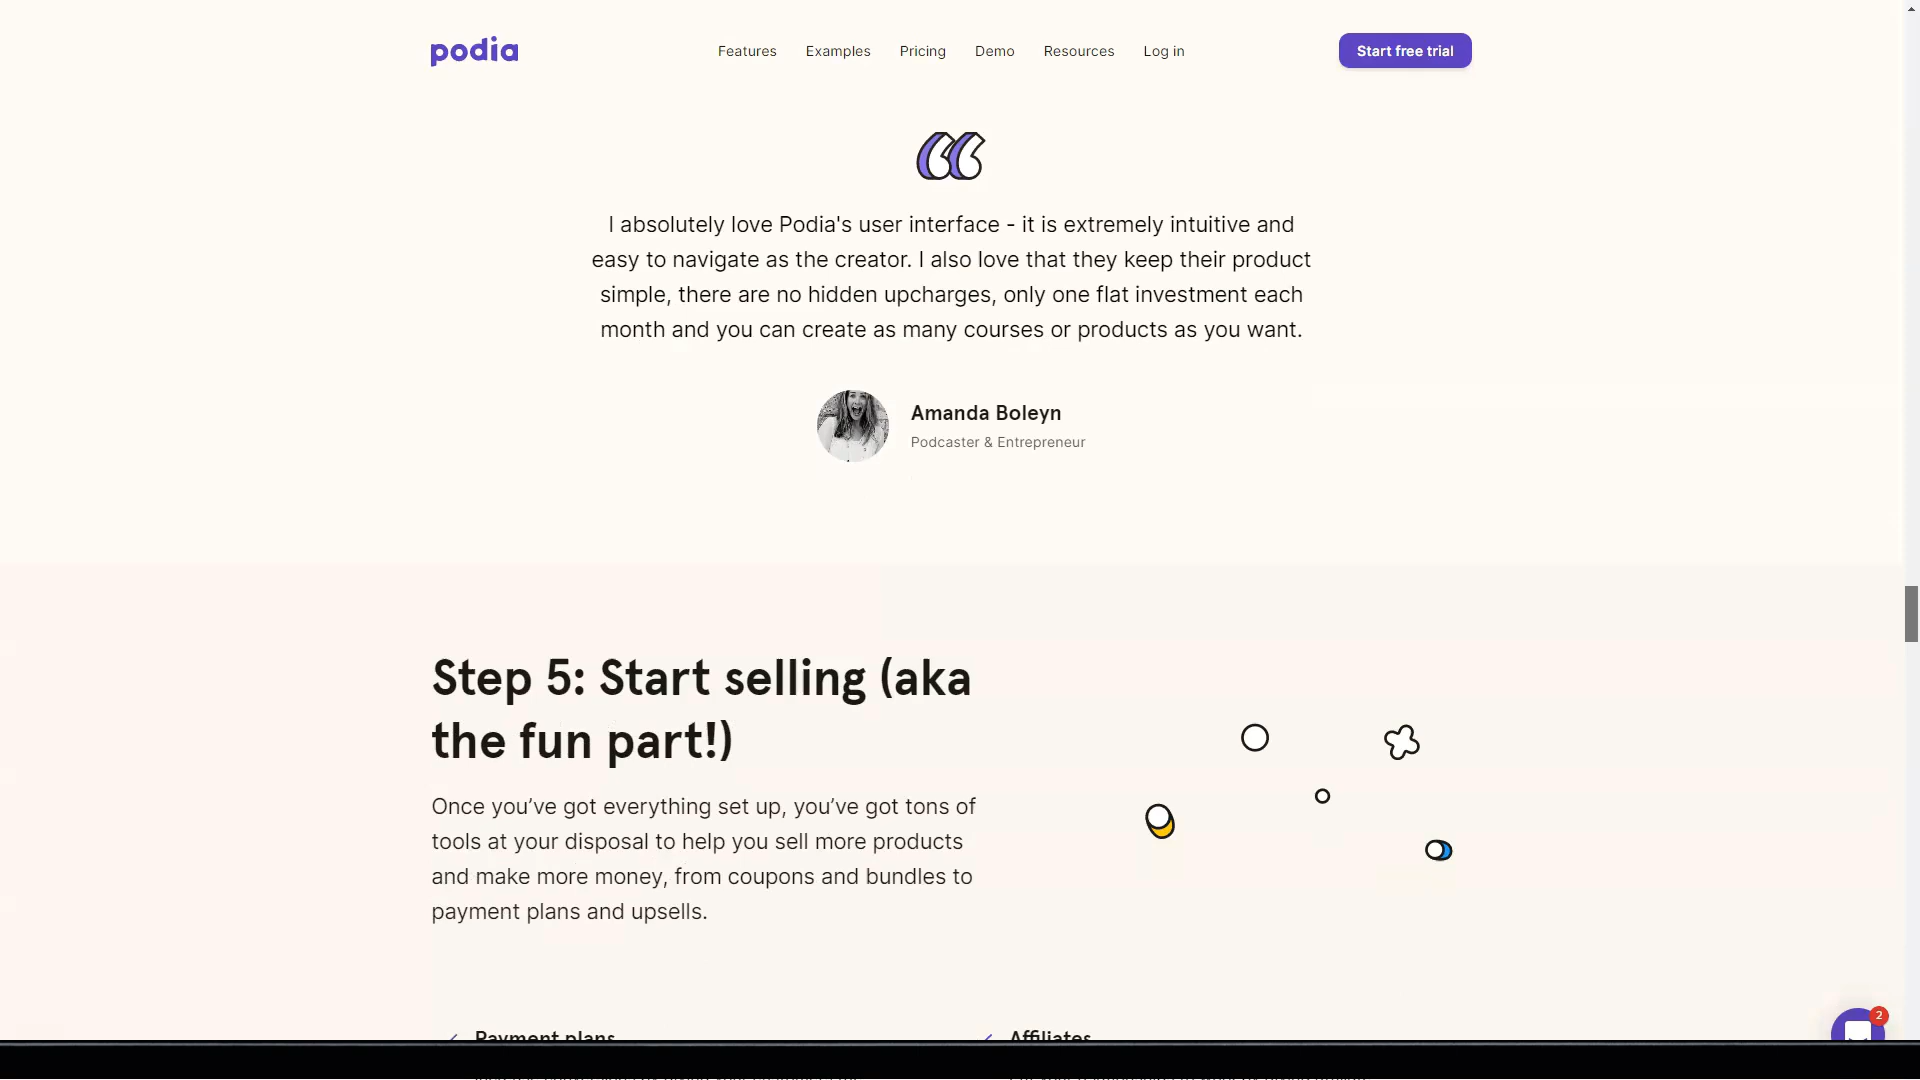 podia
Features Examples Pricing Demo Resources Log in
Start free trial
I absolutely love Podia's user interface - it is extremely intuitive and
easy to navigate as the creator. I also love that they keep their product
simple, there are no hidden upcharges, only one flat investment each
month and you can create as many courses or products as you want.
Amanda Boleyn
Podcaster & Entrepreneur
Step 5: Start selling (aka
the fun part!)
Once you’ve got everything set up, you’ve got tons of
tools at your disposal to help you sell more products
and make more money, from coupons and bundles to
payment plans and upsells.
2
Payment plans
Affiliates